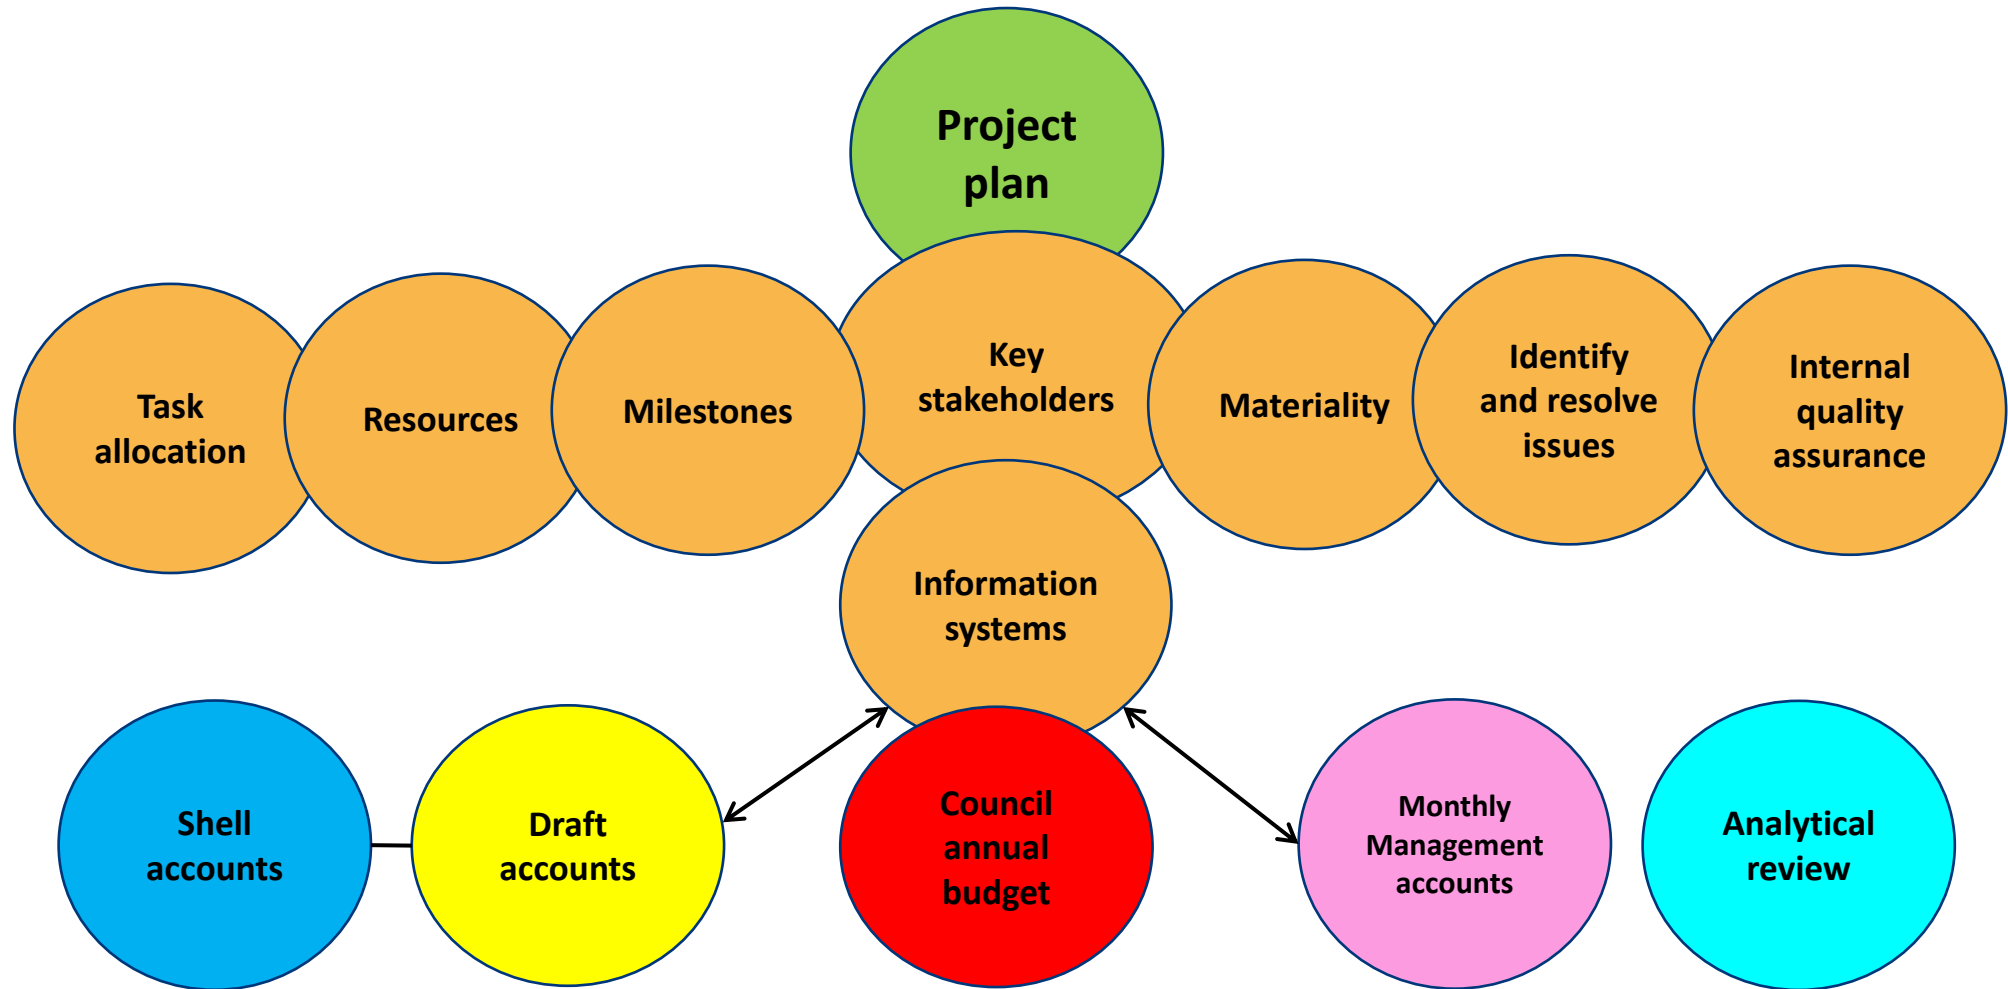 Project
plan
Task
allocation
Resources
Milestones
Key
stakeholders
Materiality
Identify
and resolve
issues
Internal
quality
assurance
Information
systems
Shell
accounts
Draft
accounts
Council
annual
budget
Monthly
Management
accounts
Analytical
review